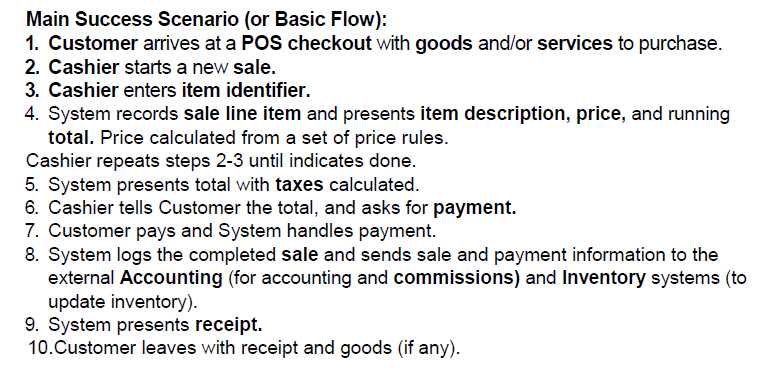 Main Success Scenario (or Basic Flow):
1. Customer arrives at a POS checkout with goods and/or services to purchase.
2. Cashier starts a new sale.
3. Cashier enters item identifier.
4. System records sale line item and presents item description, price, and running
total. Price calculated from a set of price rules.
Cashier repeats steps 2-3 until indicates done.
5. System presents total with taxes calculated.
6. Cashier tells Customer the total, and asks for payment.
7. Customer pays and System handles payment.
8. System logs the completed sale and sends sale and payment information to the
external Accounting (for accounting and commissions) and Inventory systems (to
update inventory).
9. System presents receipt.
10.Customer leaves with receipt and goods (if any).